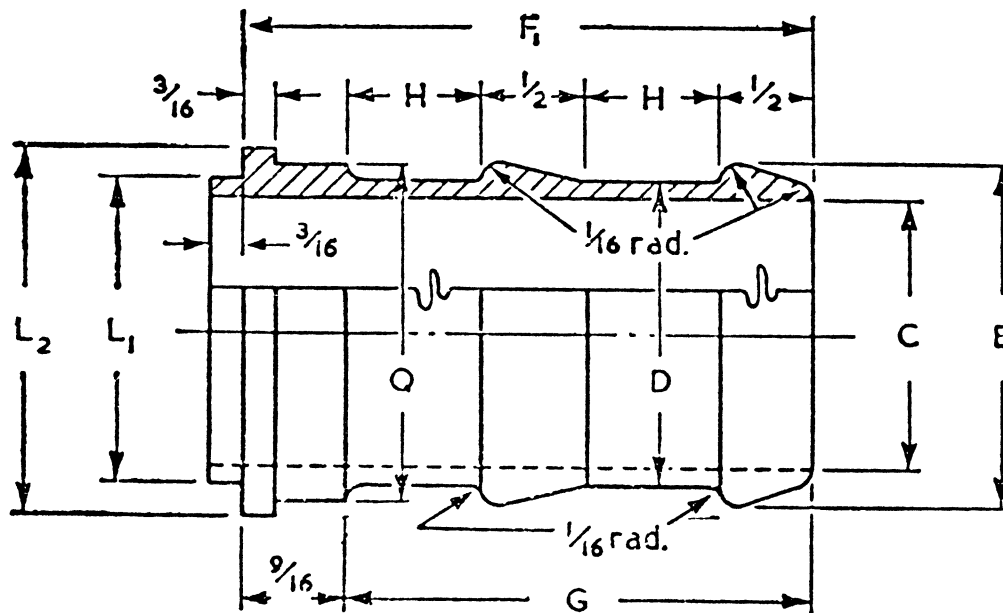 F₁
3/16
H
1/2
H
1/2
3/16
1/16 rad.
L₂
L₁
Q
D
C
1/16 rad.
9/16
G